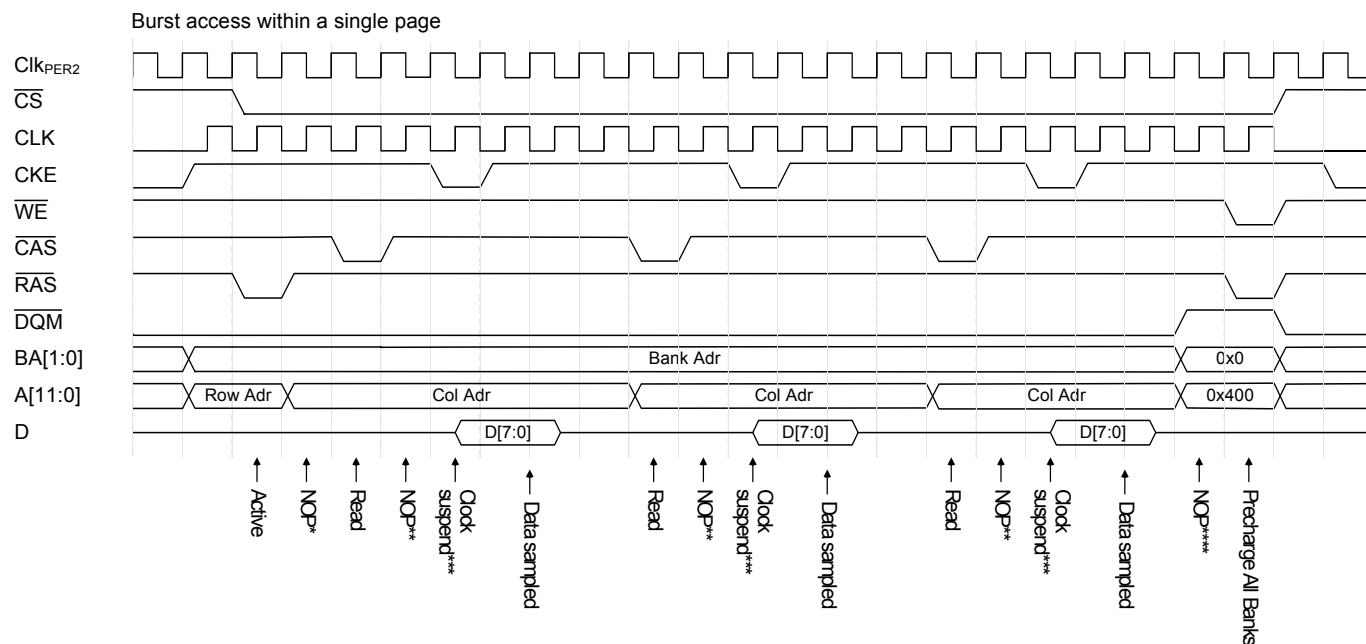 Burst access within a single page
ClkPER2
CS
CLK
CKE
WE
CAS
RAS
DQM
BA[1:0] Bank Adr 0x0
A[11:0] Row Adr Col Adr Col Adr Col Adr 0x400
D D[7:0] D[7:0] D[7:0]
Active
NOP*
Read
NOP**
Clock
suspend***
Data sampled
Read
NOP**
Clock
suspend***
Data sampled
Read
NOP**
Clock
suspend***
Data sampled
NOP****
Precharge All Banks